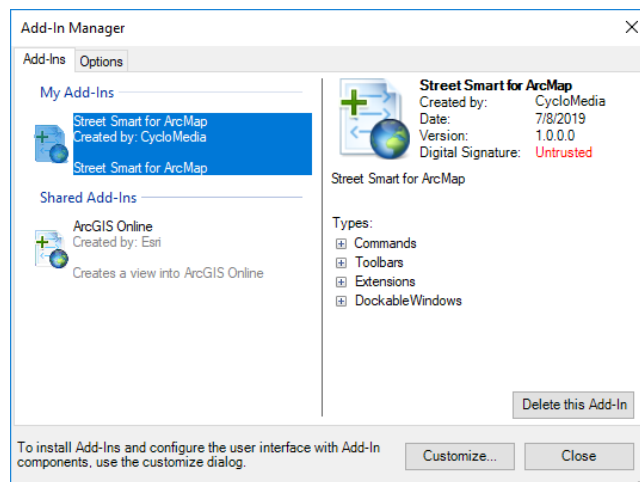 Add-In Manager
Add-Ins
Options
My Add-Ins
Street Smart for ArcMap
Created by: CycloMedia
Street Smart for ArcMap
Shared Add-Ins
ArcGIS Online
Created by: Esri
Creates a view into ArcGIS Online
Street Smart for ArcMap
Created by: CycloMedia
Date: 7/8/2019
Version: 1.0.0.0
Digital Signature: Untrusted
Street Smart for ArcMap
Types:
Commands
Toolbars
Extensions
DockableWindows
Delete this Add-In
To install Add-Ins and configure the user interface with Add-In
components, use the customize dialog.
Customize...
Close